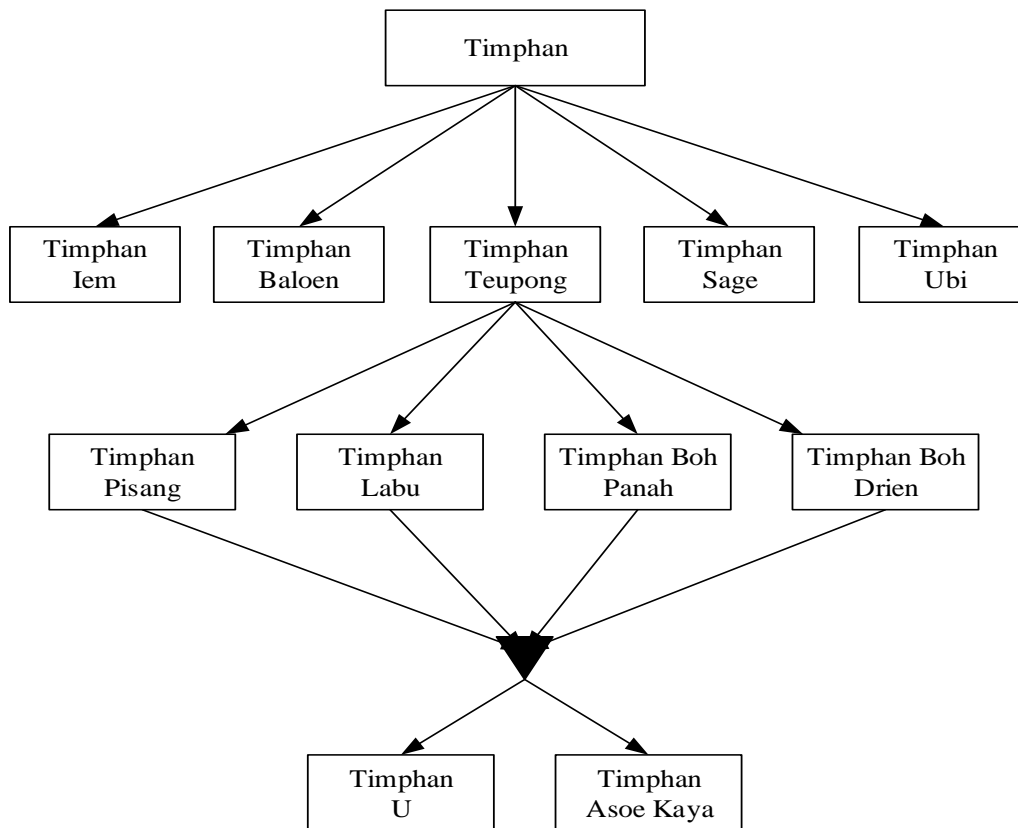 Timphan
Timphan
Iem
Timphan
Baloen
Timphan
Teupong
Timphan
Sage
Timphan
Ubi
Timphan
Pisang
Timphan
Labu
Timphan Boh
Panah
Timphan Boh
Drien
Timphan
U
Timphan
Asoe Kaya